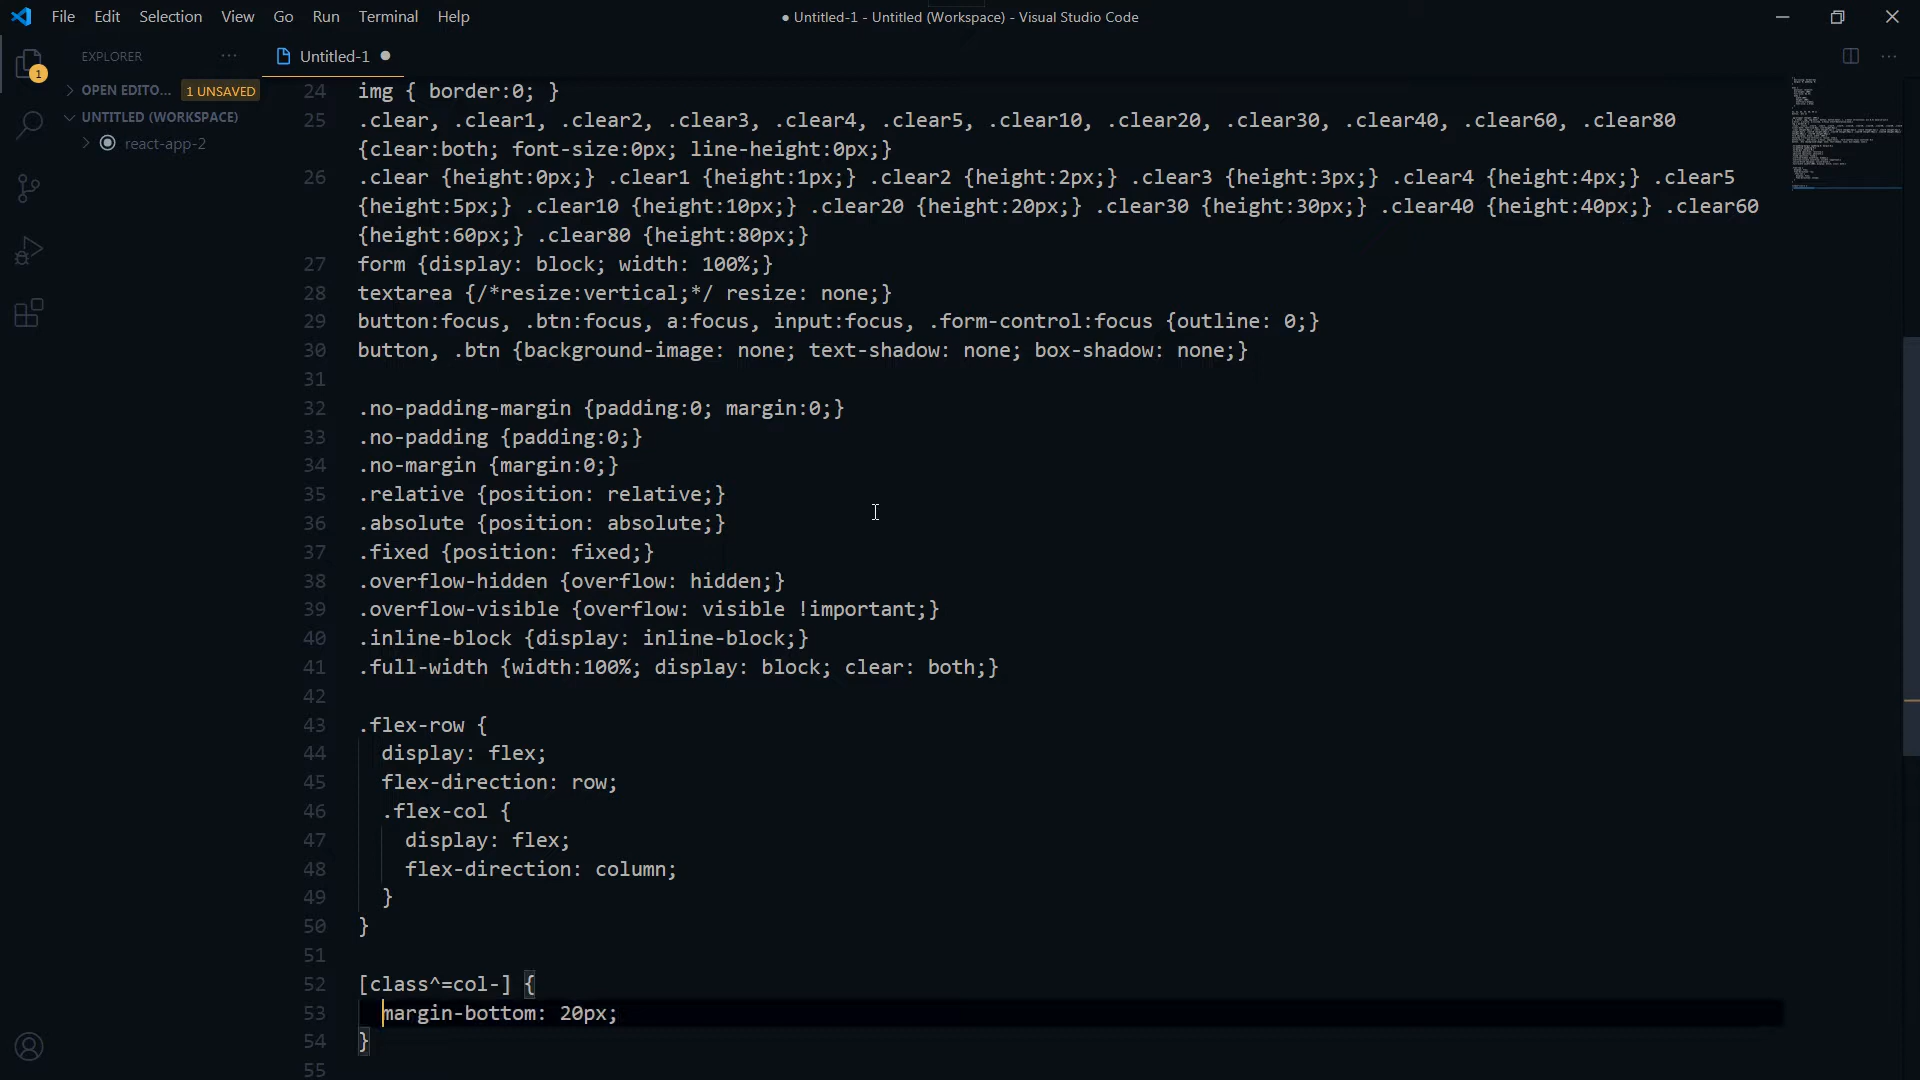 File Edit Selection View Go Run Terminal Help
● Untitled-1 - Untitled (Workspace) - Visual Studio Code
EXPLORER ···
Untitled-1 ●
1
OPEN EDITO... 1 UNSAVED
UNTITLED (WORKSPACE)
react-app-2
24 img { border:0; }
25 .clear, .clear1, .clear2, .clear3, .clear4, .clear5, .clear10, .clear20, .clear30, .clear40, .clear60, .clear80
{clear:both; font-size:0px; line-height:0px;}
26 .clear {height:0px;} .clear1 {height:1px;} .clear2 {height:2px;} .clear3 {height:3px;} .clear4 {height:4px;} .clear5
{height:5px;} .clear10 {height:10px;} .clear20 {height:20px;} .clear30 {height:30px;} .clear40 {height:40px;} .clear60
{height:60px;} .clear80 {height:80px;}
27 form {display: block; width: 100%;}
28 textarea {/*resize:vertical;*/ resize: none;}
29 button:focus, .btn:focus, a:focus, input:focus, .form-control:focus {outline: 0;}
30 button, .btn {background-image: none; text-shadow: none; box-shadow: none;}
31
32 .no-padding-margin {padding:0; margin:0;}
33 .no-padding {padding:0;}
34 .no-margin {margin:0;}
35 .relative {position: relative;}
36 .absolute {position: absolute;}
37 .fixed {position: fixed;}
38 .overflow-hidden {overflow: hidden;}
39 .overflow-visible {overflow: visible !important;}
40 .inline-block {display: inline-block;}
41 .full-width {width:100%; display: block; clear: both;}
42
43 .flex-row {
44 display: flex;
45 flex-direction: row;
46 .flex-col {
47 display: flex;
48 flex-direction: column;
49 }
50 }
51
52 [class^=col-] {
53 margin-bottom: 20px;
54 }
55